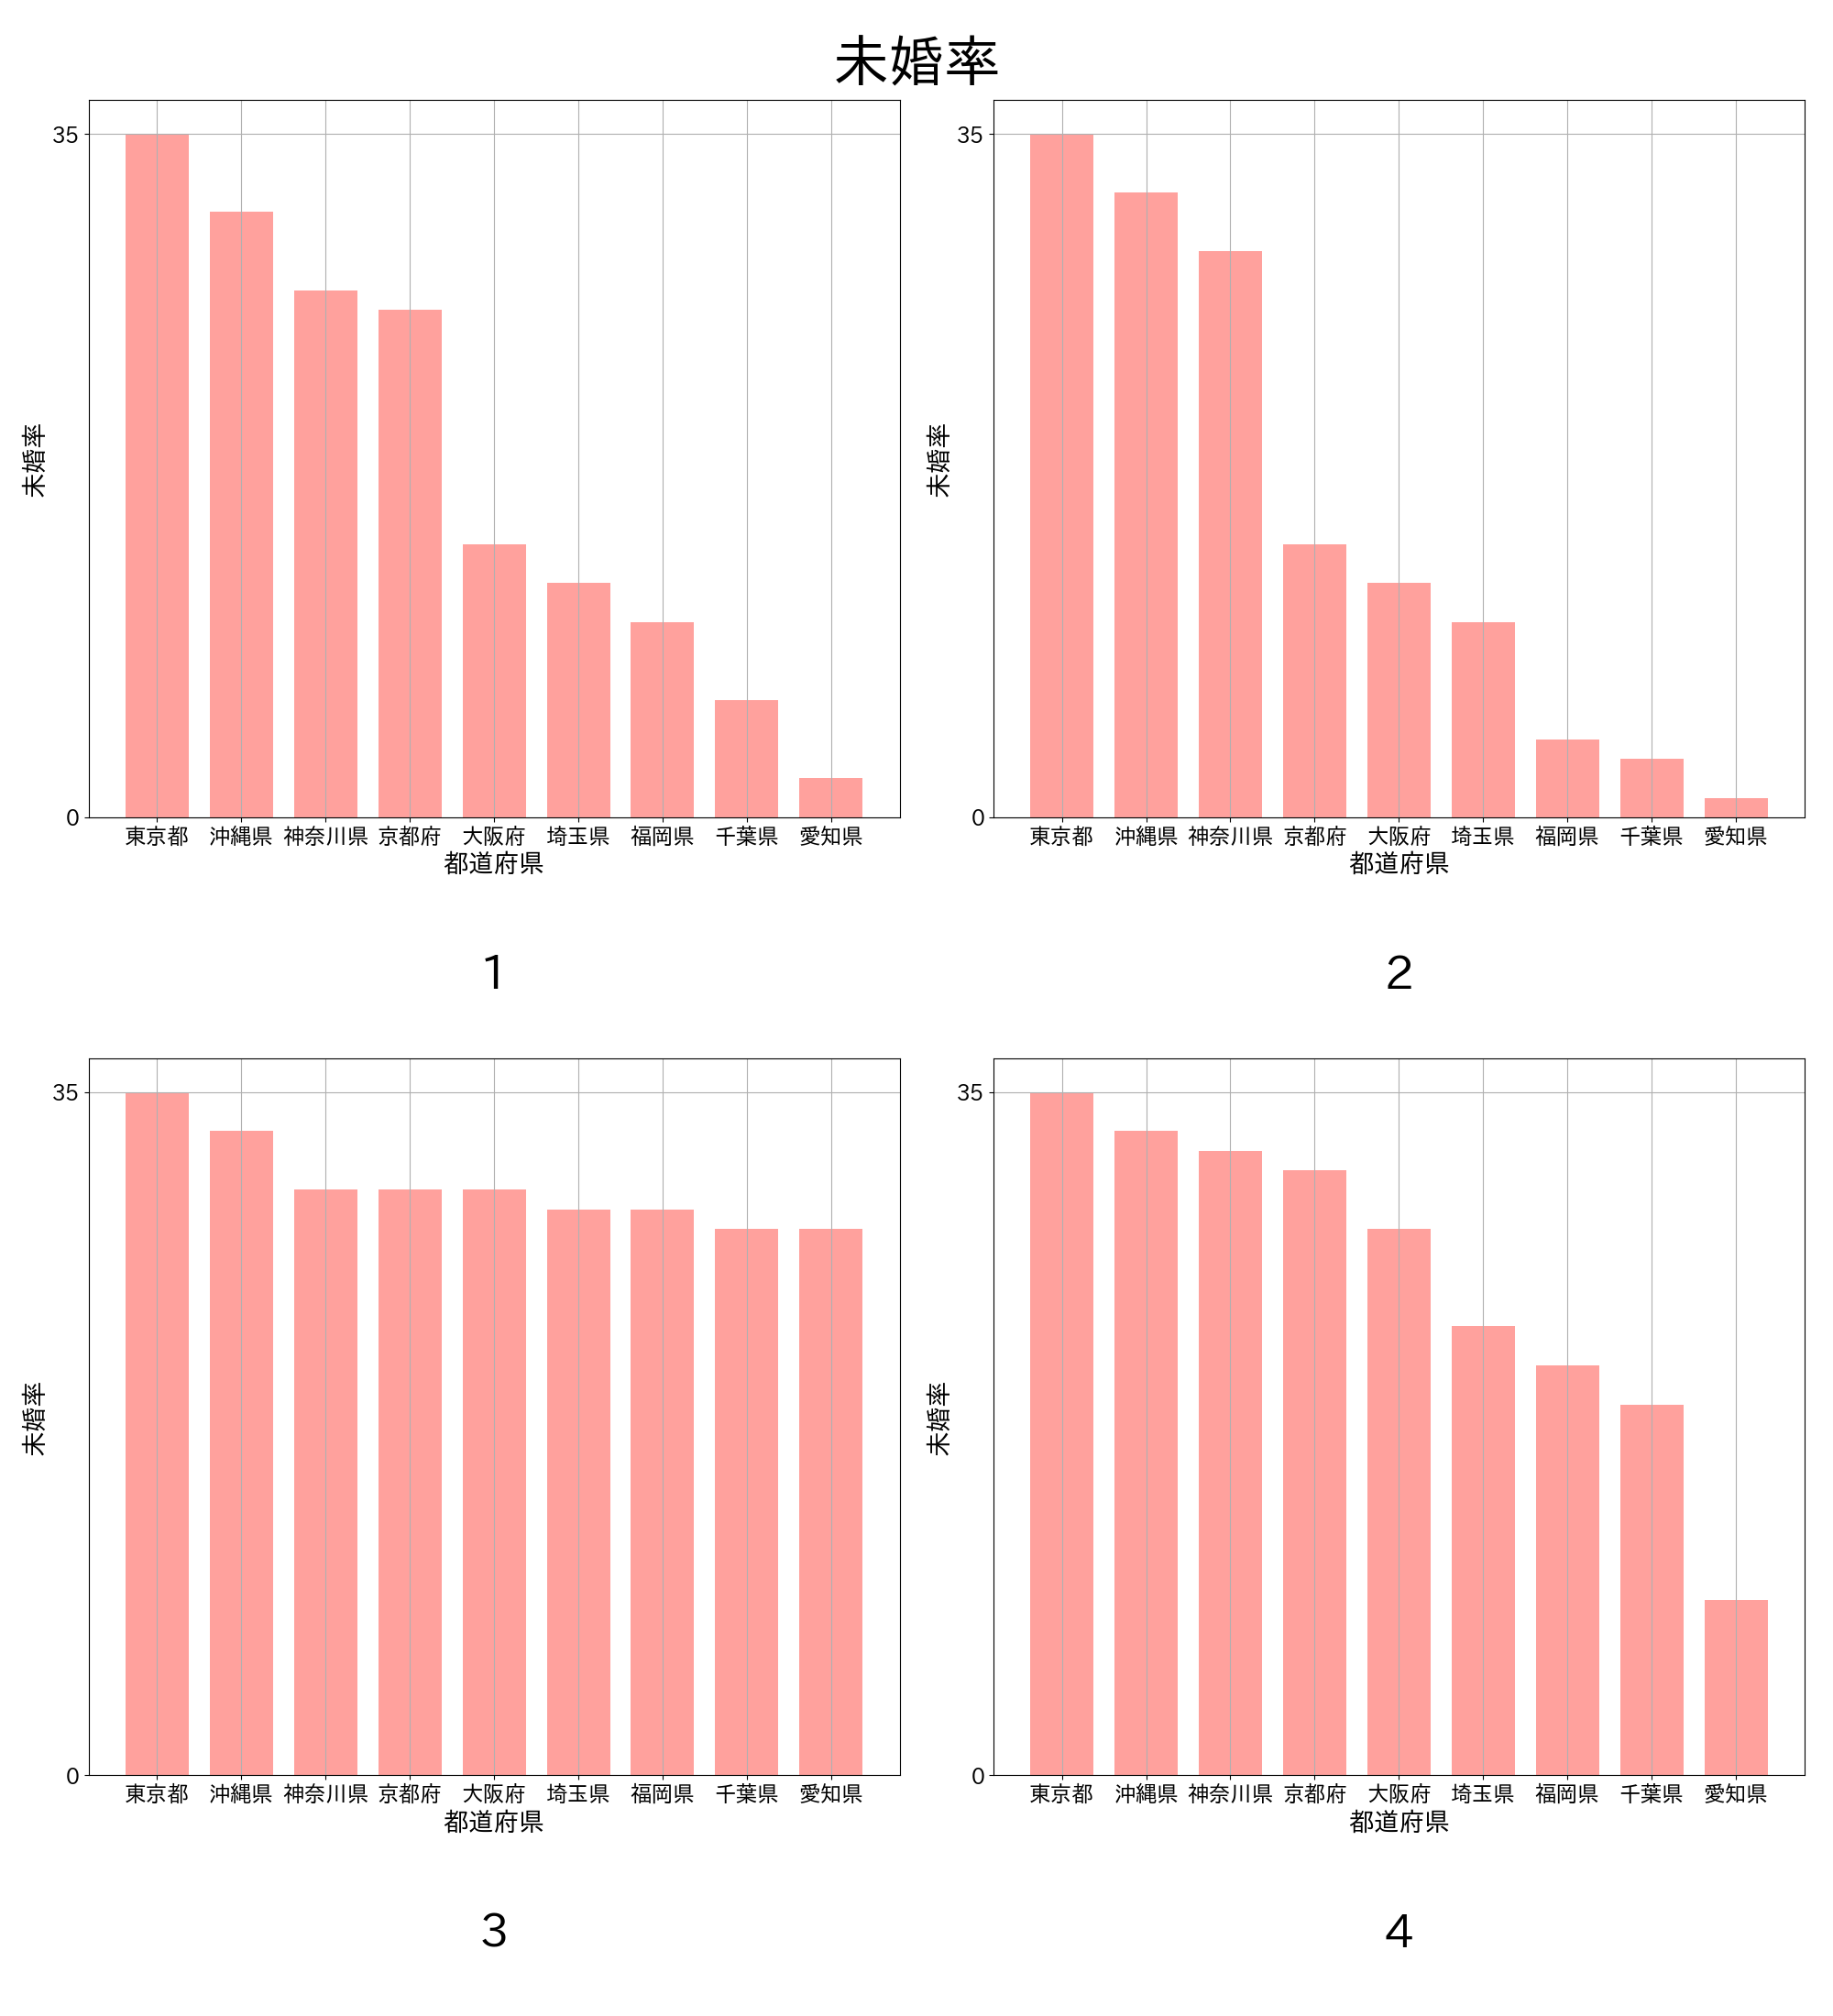 未婚率
35
0
未婚率
東京都 沖縄県 神奈川県 京都府 大阪府 埼玉県 福岡県 千葉県 愛知県
都道府県
1
35
0
未婚率
東京都 沖縄県 神奈川県 京都府 大阪府 埼玉県 福岡県 千葉県 愛知県
都道府県
2
35
0
未婚率
東京都 沖縄県 神奈川県 京都府 大阪府 埼玉県 福岡県 千葉県 愛知県
都道府県
3
35
0
未婚率
東京都 沖縄県 神奈川県 京都府 大阪府 埼玉県 福岡県 千葉県 愛知県
都道府県
4